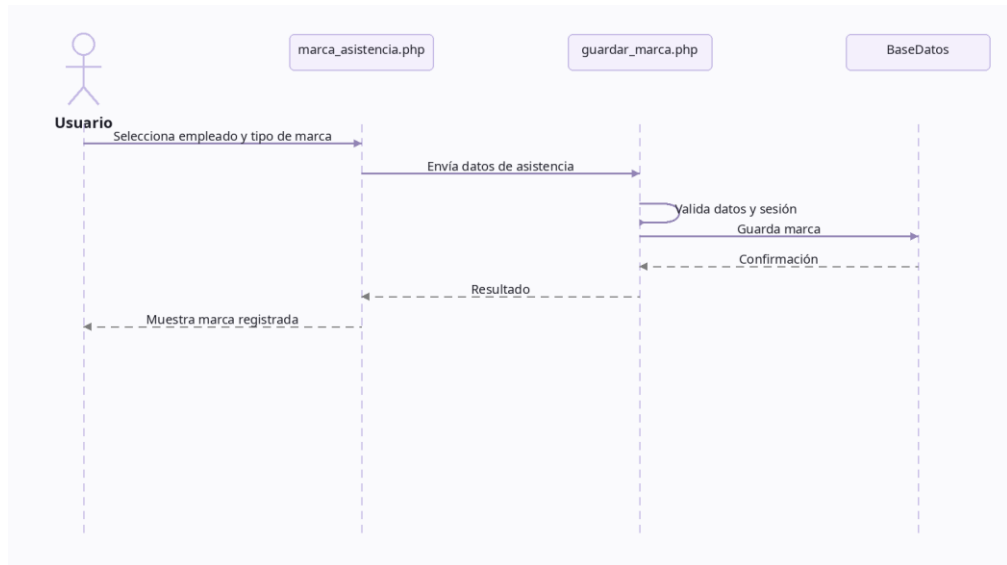 marca_asistencia.php
guardar_marca.php
BaseDatos
Usuario
Selecciona empleado y tipo de marca
Envía datos de asistencia
Valida datos y sesión
Guarda marca
Confirmación
Resultado
Muestra marca registrada